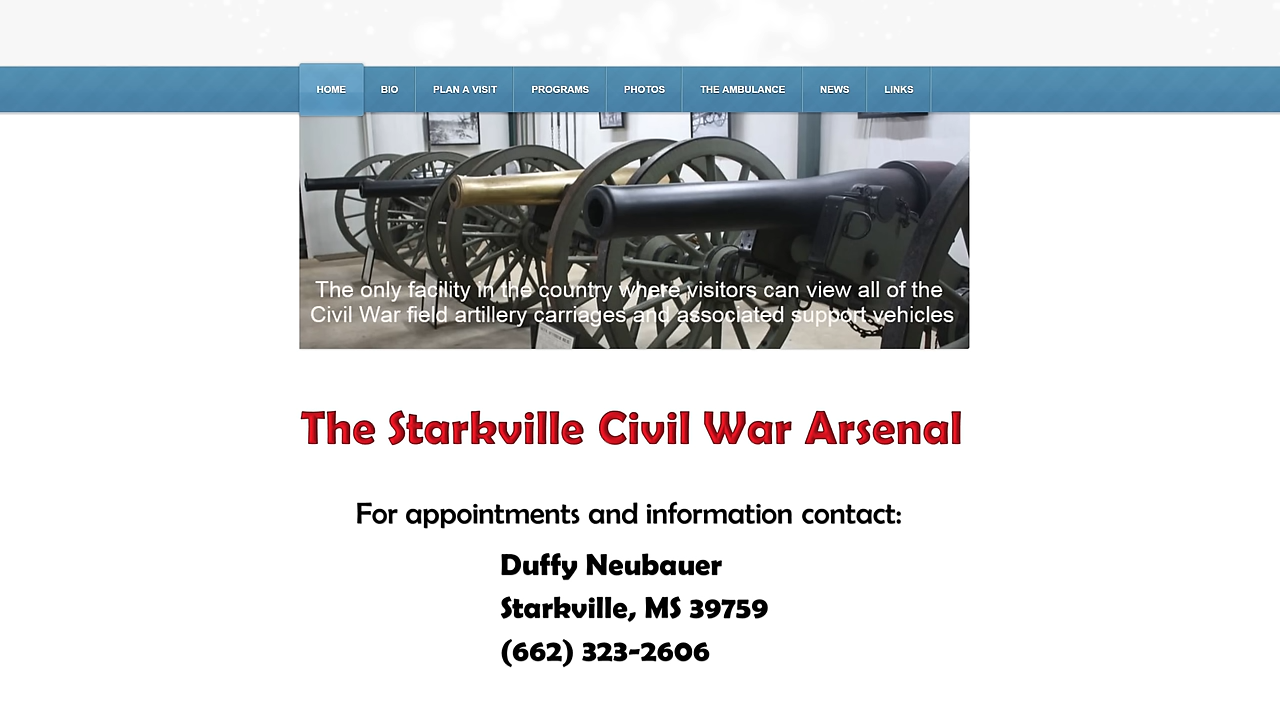 HOME BIO PLAN A VISIT PROGRAMS PHOTOS THE AMBULANCE NEWS LINKS
The only facility in the country where visitors can view all of the
Civil War field artillery carriages and associated support vehicles
The Starkville Civil War Arsenal
For appointments and information contact:
Duffy Neubauer
Starkville, MS 39759
(662) 323-2606